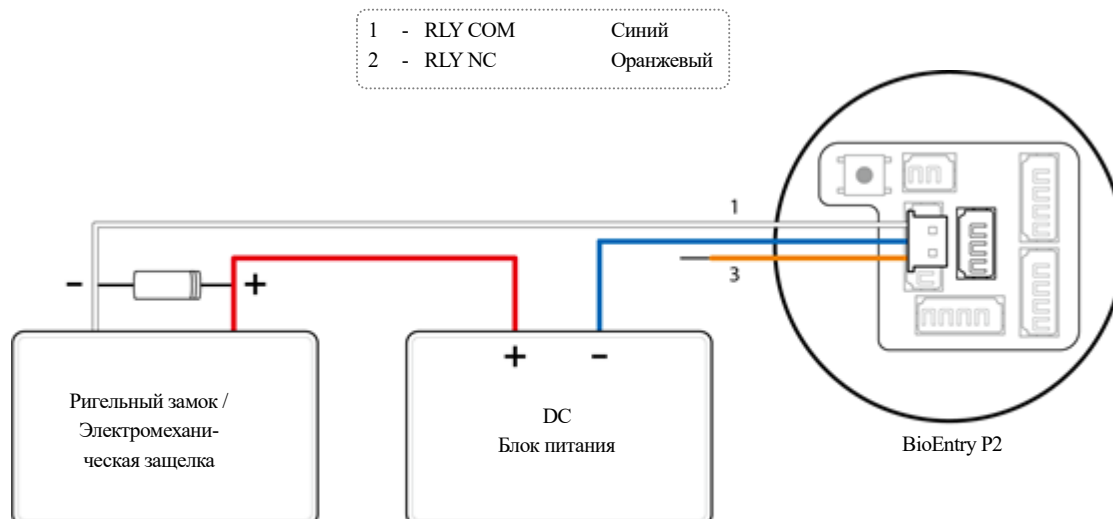 1 - RLY COM Синий
2 - RLY NC Оранжевый
1
3
- +
+ -
Ригельный замок /
Электромехани-
ческая защелка
DC
Блок питания
BioEntry P2